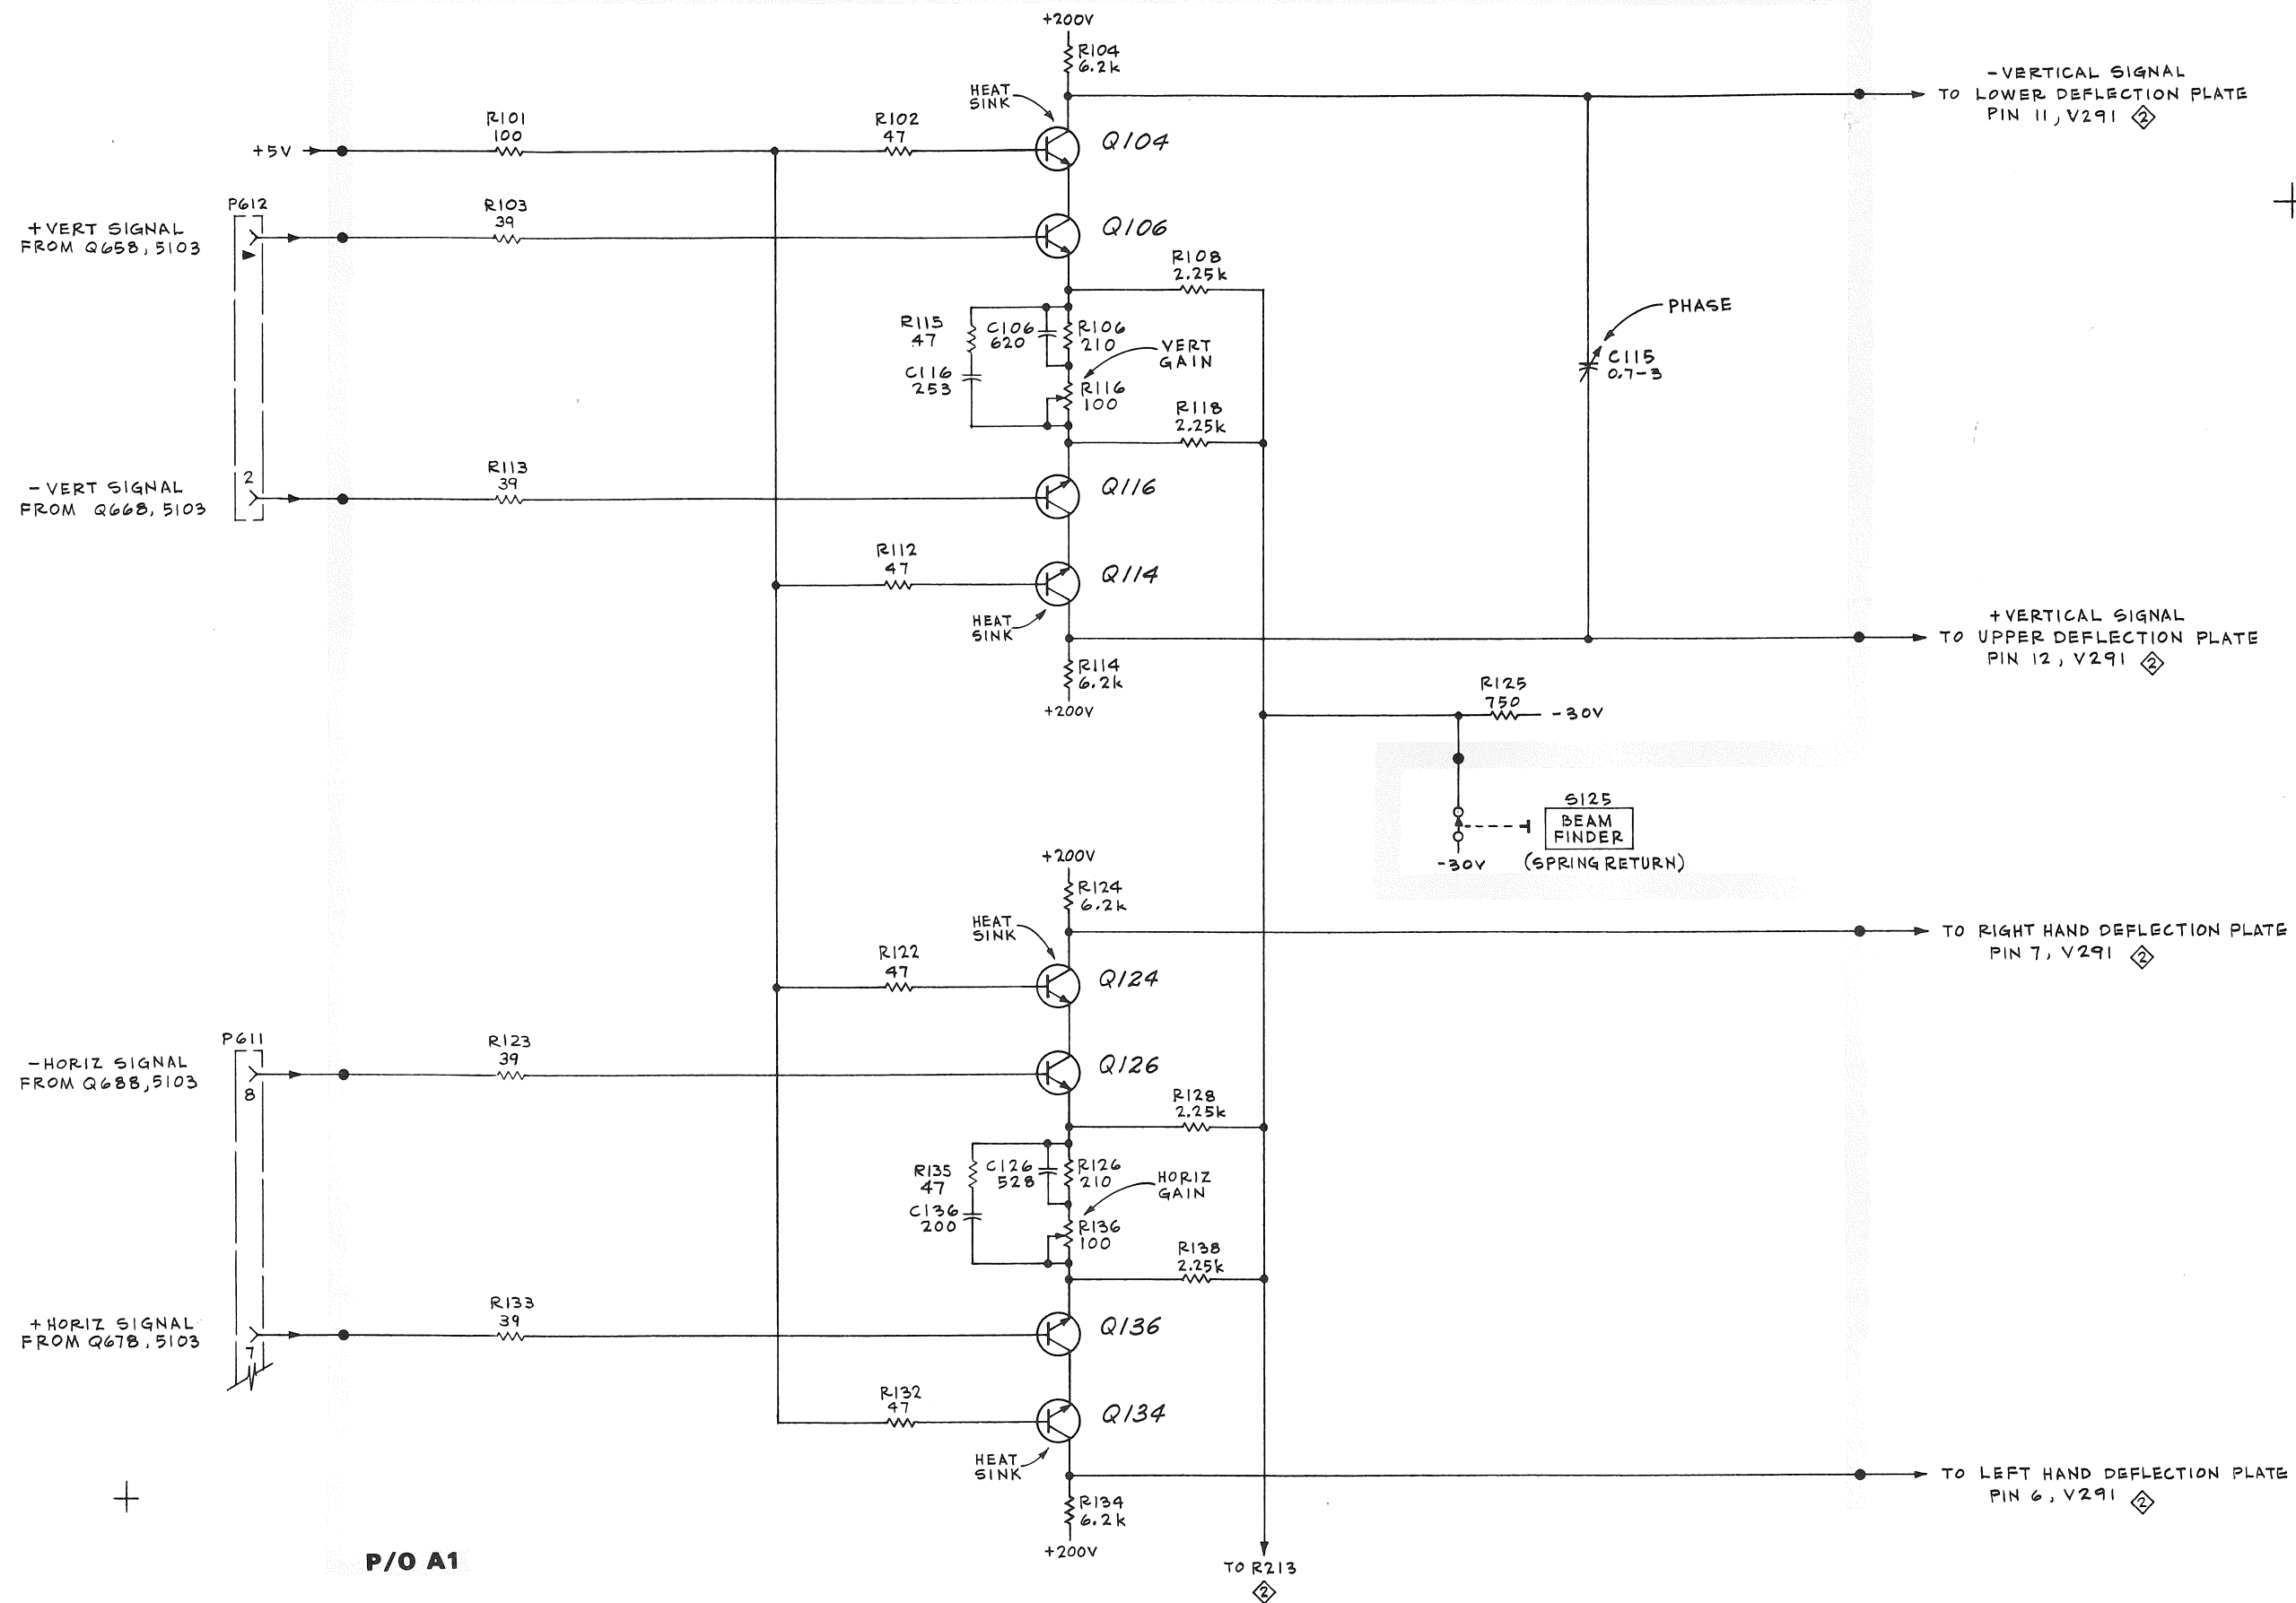 +200V
R104
6.2k
HEAT
SINK
Q104
R101
100
R102
47
+5V
-VERTICAL SIGNAL
TO LOWER DEFLECTION PLATE
PIN 11, V291 2
P612
+VERT SIGNAL
FROM Q658, 5103
R103
39
Q106
R108
2.25k
R115
47
C106
620
R106
210
VERT
GAIN
C116
253
R116
100
R118
2.25k
PHASE
C115
0.7-3
2
-VERT SIGNAL
FROM Q668, 5103
R113
39
Q116
R112
47
Q114
HEAT
SINK
R114
6.2k
+200V
+VERTICAL SIGNAL
TO UPPER DEFLECTION PLATE
PIN 12, V291 2
R125
750
-30V
S125
BEAM
FINDER
(SPRING RETURN)
-30V
+200V
R124
6.2k
HEAT
SINK
R122
47
Q124
TO RIGHT HAND DEFLECTION PLATE
PIN 7, V291 2
P611
-HORIZ SIGNAL
FROM Q688, 5103
8
R123
39
Q126
R128
2.25k
R135
47
C126
528
R126
210
HORIZ
GAIN
C136
200
R136
100
R138
2.25k
+HORIZ SIGNAL
FROM Q678, 5103
7
R133
39
Q136
R132
47
Q134
HEAT
SINK
R134
6.2k
+200V
TO LEFT HAND DEFLECTION PLATE
PIN 6, V291 2
P/O A1
TO R213
2